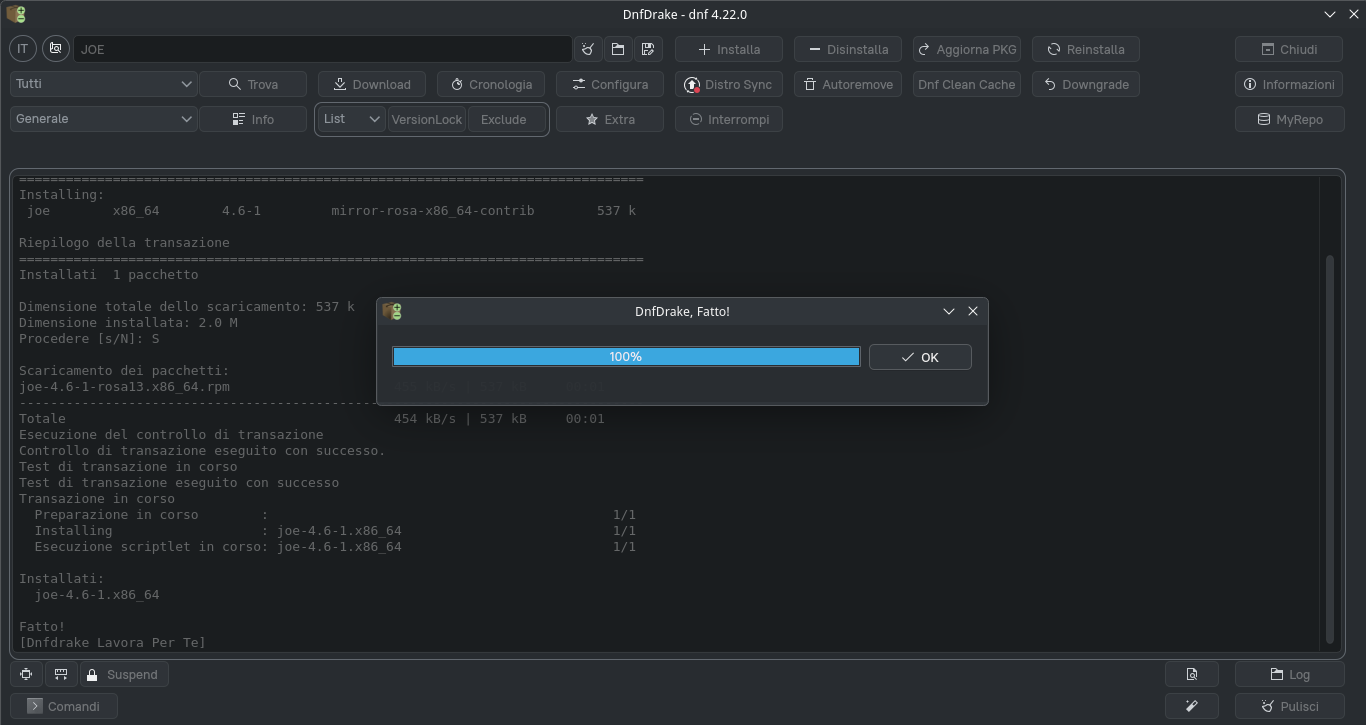 DnfDrake - dnf 4.22.0
IT JOE Installa Disinstalla Aggiorna PKG Reinstalla Chiudi
Tutti Trova Download Cronologia Configura Distro Sync Autoremove Dnf Clean Cache Downgrade Informazioni
Generale Info List VersionLock Exclude Extra Interrompi MyRepo
================================================================================
Installing:
joe x86_64 4.6-1 mirror-rosa-x86_64-contrib 537 k
Riepilogo della transazione
================================================================================
Installati 1 pacchetto
Dimensione totale dello scaricamento: 537 k
Dimensione installata: 2.0 M
Procedere [s/N]: S
DnfDrake, Fatto!
100% OK
Scaricamento dei pacchetti:
joe-4.6-1-rosa13.x86_64.rpm
------------------------------------------------
Totale 454 kB/s | 537 kB 00:01
Esecuzione del controllo di transazione
Controllo di transazione eseguito con successo.
Test di transazione in corso
Test di transazione eseguito con successo
Transazione in corso
Preparazione in corso : 1/1
Installing : joe-4.6-1.x86_64 1/1
Esecuzione scriptlet in corso: joe-4.6-1.x86_64 1/1
Installati:
joe-4.6-1.x86_64
Fatto!
[Dnfdrake Lavora Per Te]
Suspend Log
Comandi Pulisci